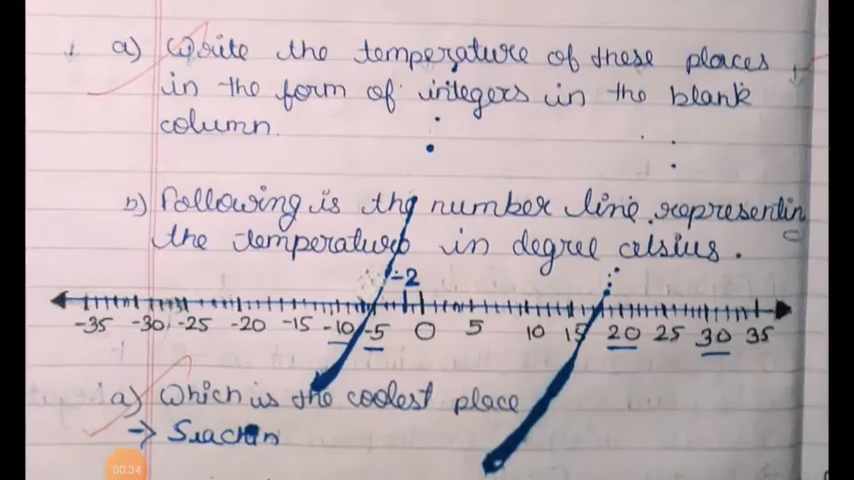 a) Write the temperature of these places
in the form of integers in the blank
column.
b) Following is the number line representing
the temperature in degree celsius.
-2
-35 -30 -25 -20 -15 -10 -5 0 5 10 15 20 25 30 35
a) Which is the coolest place
→ Siachin
00:34